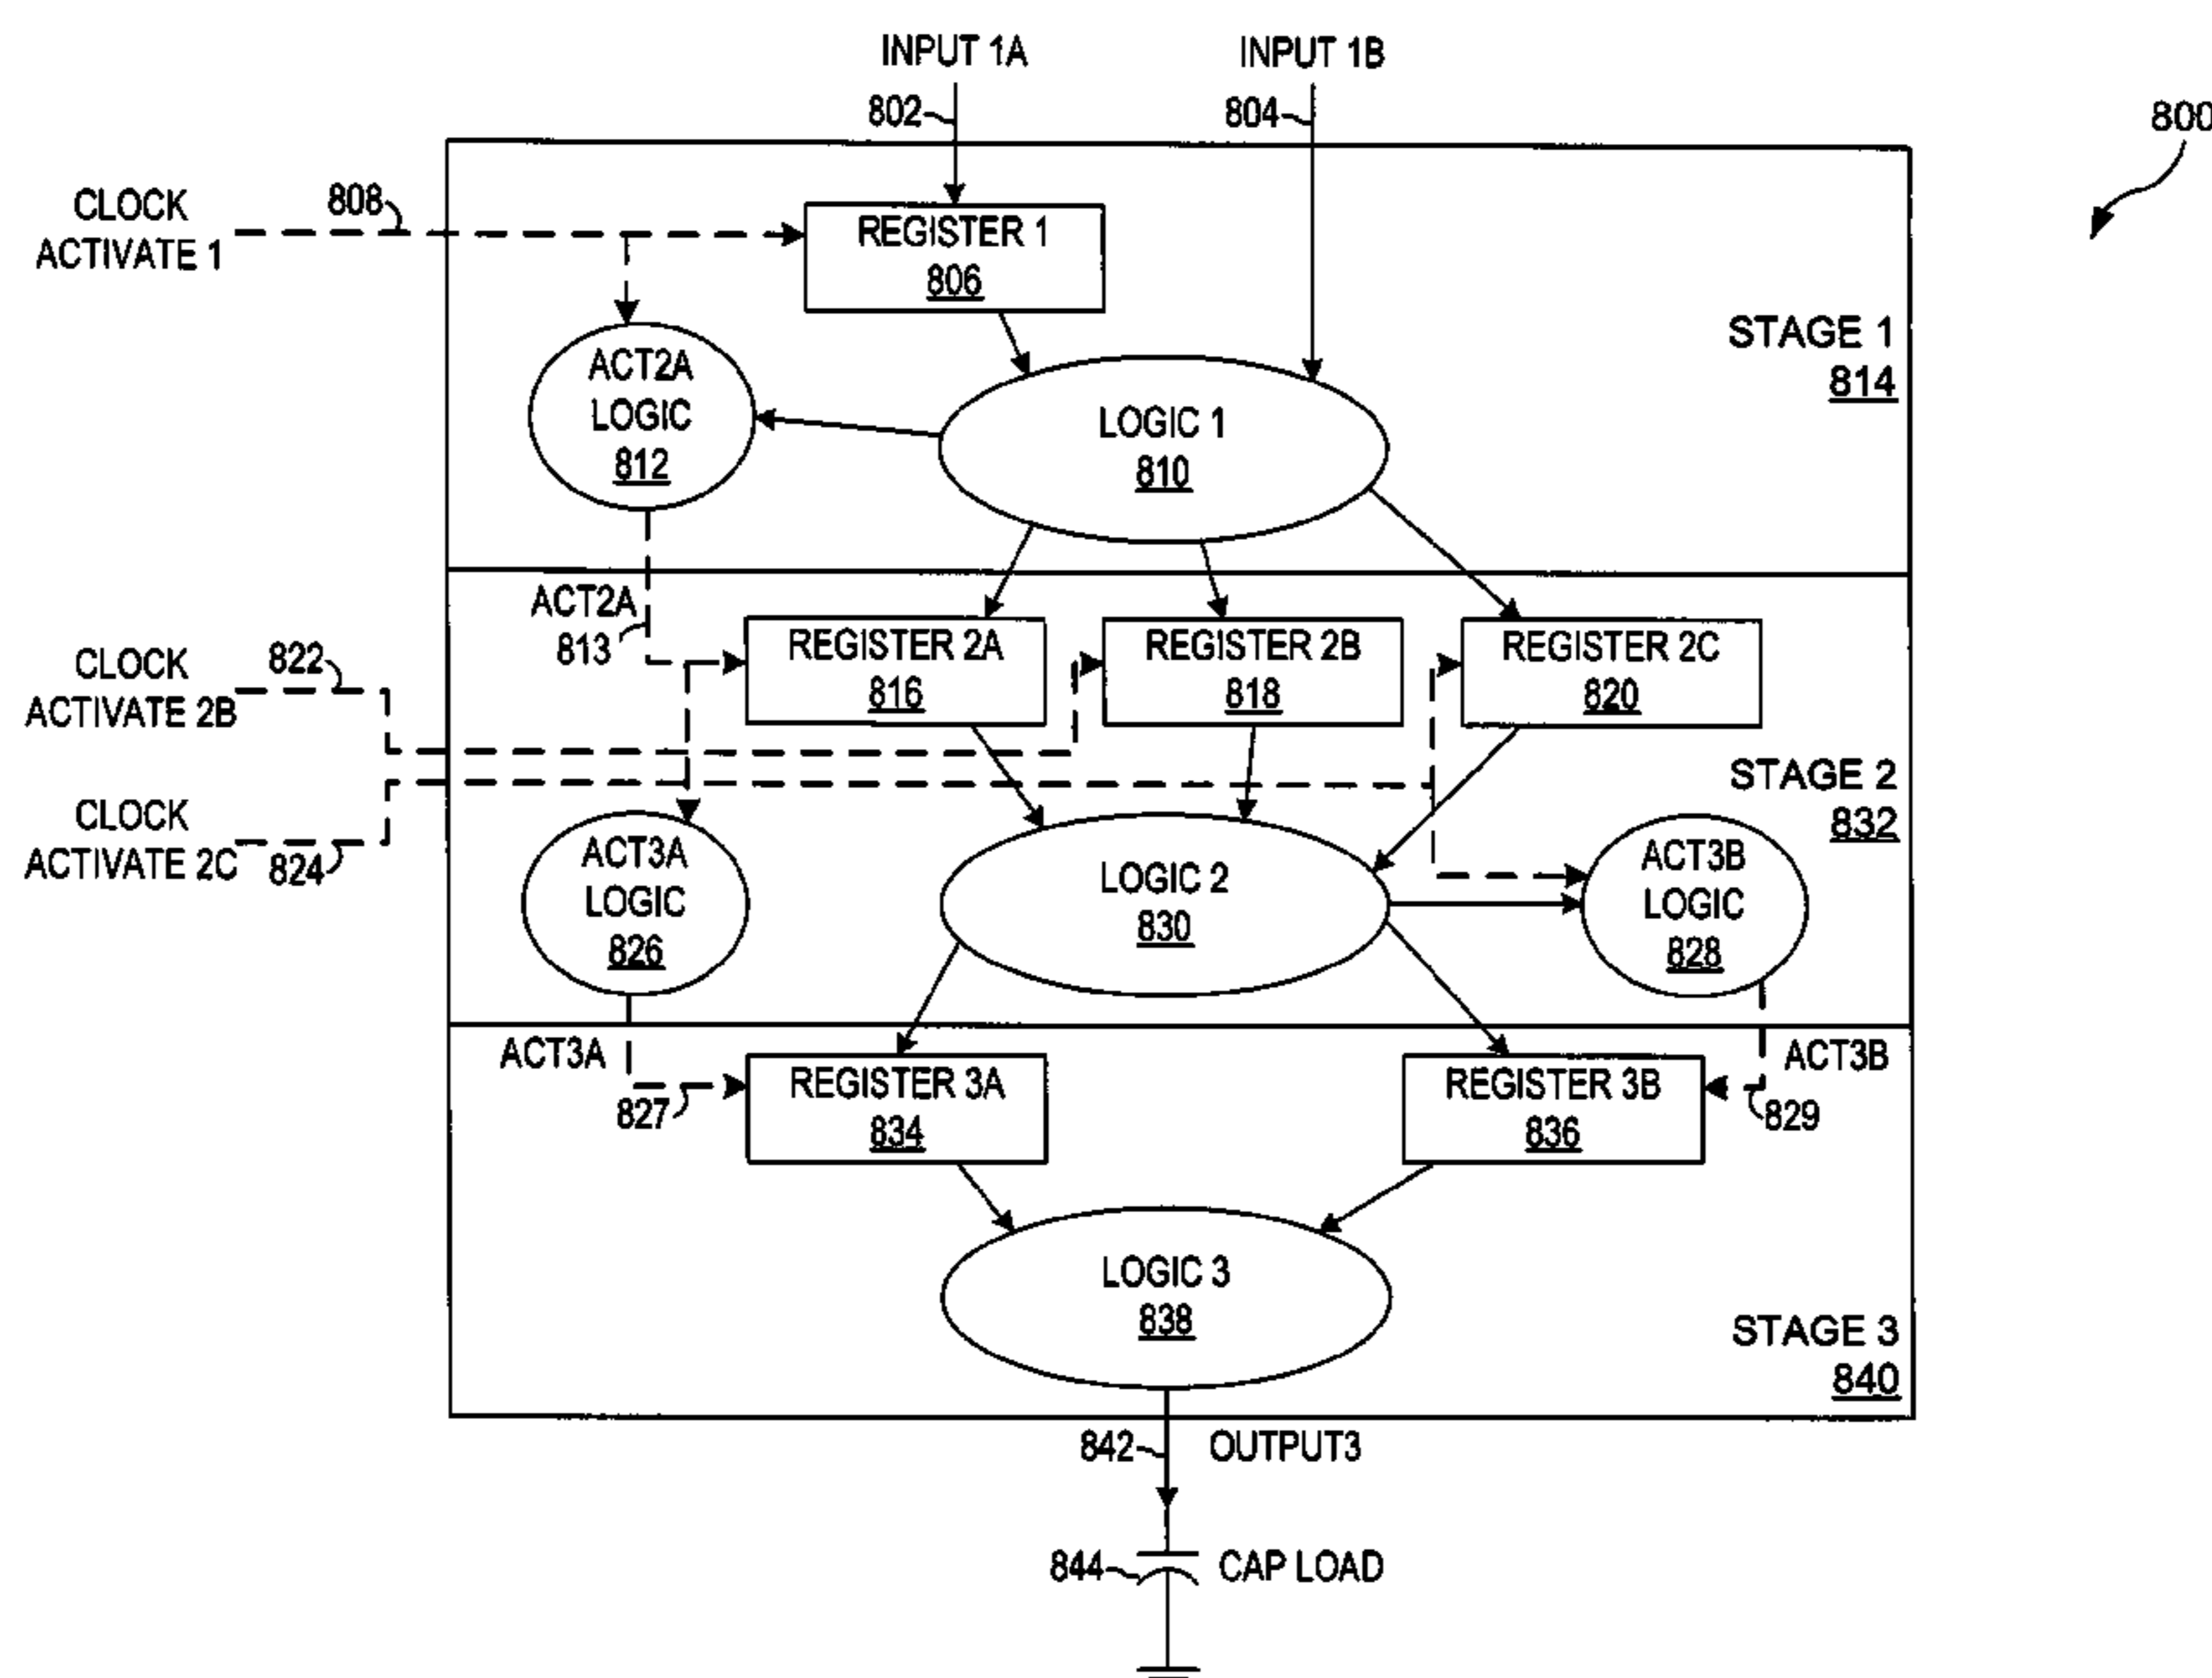 INPUT 1A
INPUT 1B
802
804
800
CLOCK
ACTIVATE 1
808
REGISTER 1
806
STAGE 1
814
ACT2A
LOGIC
812
LOGIC 1
810
ACT2A
813
REGISTER 2A
816
REGISTER 2B
818
REGISTER 2C
820
CLOCK
ACTIVATE 2B
822
CLOCK
ACTIVATE 2C
824
STAGE 2
832
ACT3A
LOGIC
826
LOGIC 2
830
ACT3B
LOGIC
828
ACT3A
827
REGISTER 3A
834
REGISTER 3B
836
ACT3B
829
LOGIC 3
838
STAGE 3
840
842
OUTPUT3
844
CAP LOAD